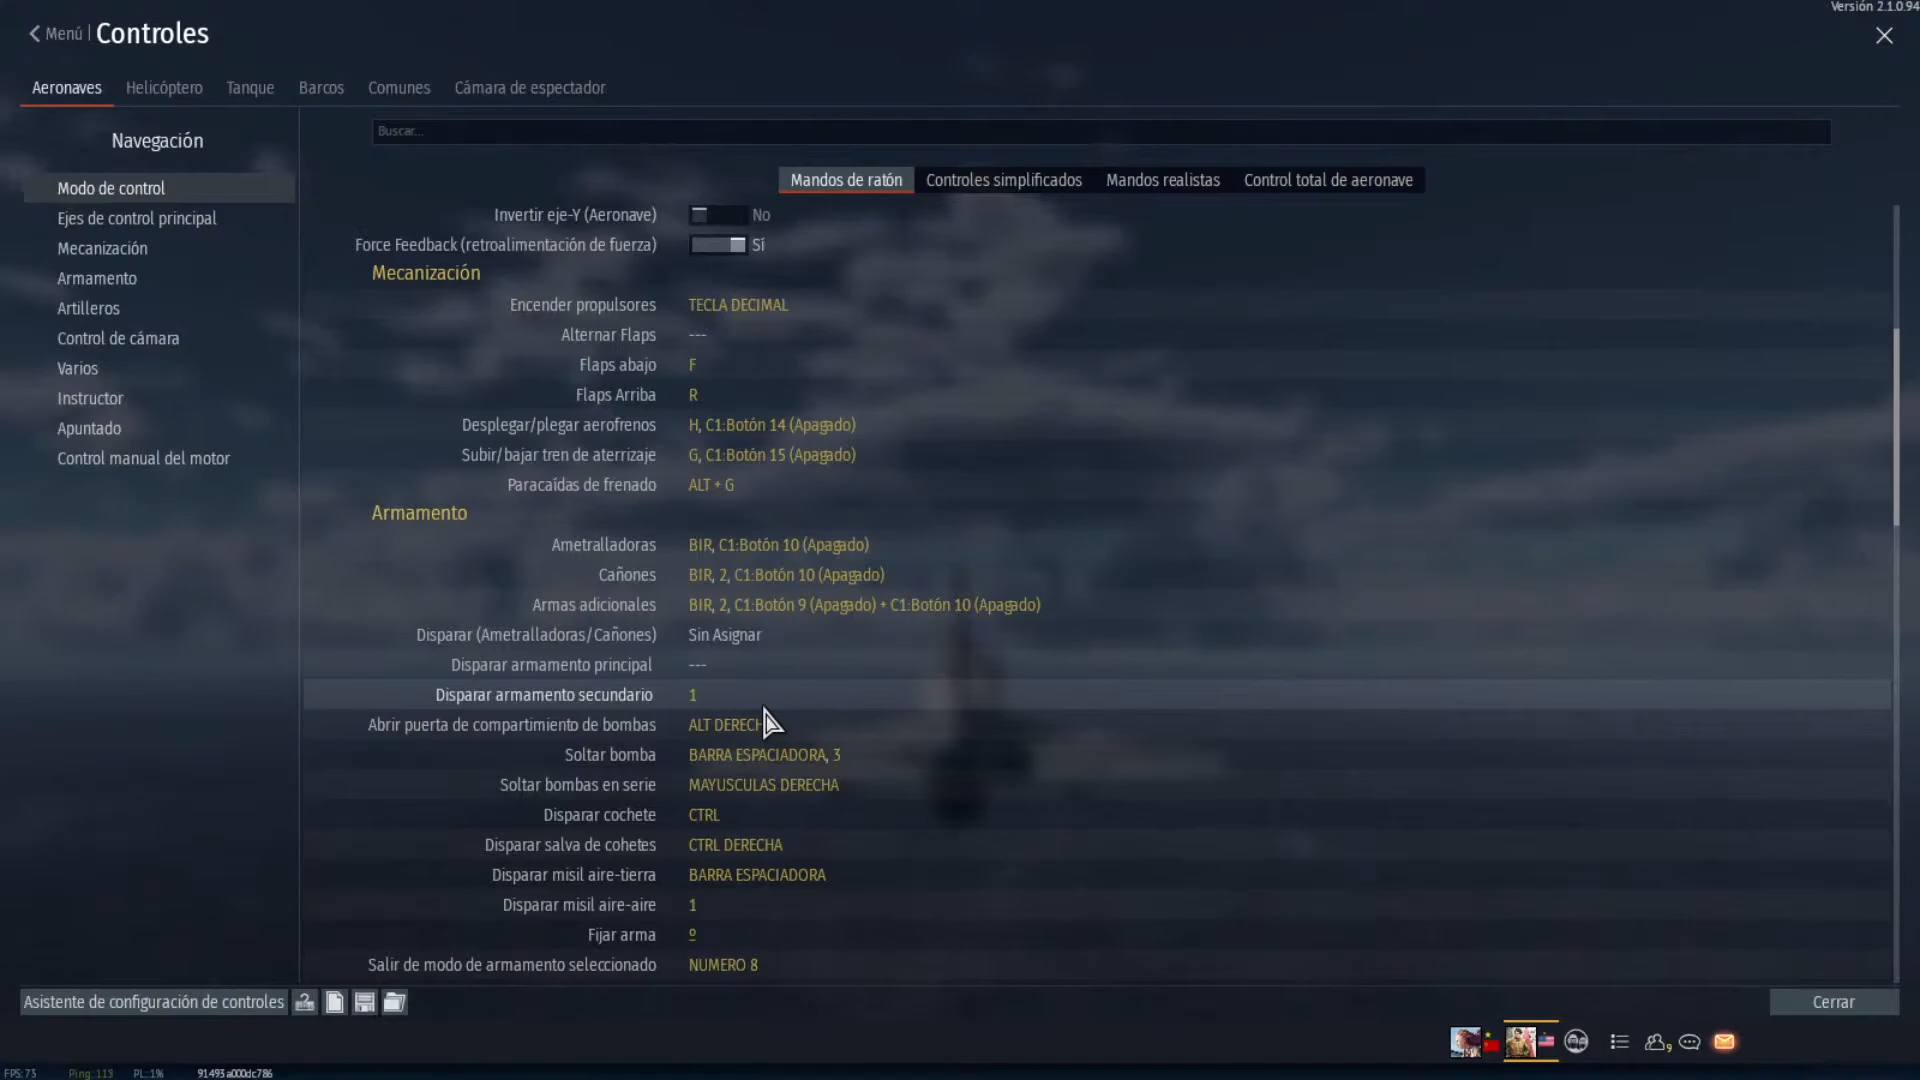 Versión 2.1.0.94
Menú | Controles
Aeronaves Helicóptero Tanque Barcos Comunes Cámara de espectador
Navegación
Modo de control
Ejes de control principal
Mecanización
Armamento
Artilleros
Control de cámara
Varios
Instructor
Apuntado
Control manual del motor
Buscar...
Mandos de ratón Controles simplificados Mandos realistas Control total de aeronave
Invertir eje-Y (Aeronave) No
Force Feedback (retroalimentación de fuerza) Sí
Mecanización
Encender propulsores TECLA DECIMAL
Alternar Flaps ---
Flaps abajo F
Flaps Arriba R
Desplegar/plegar aerofrenos H, C1:Botón 14 (Apagado)
Subir/bajar tren de aterrizaje G, C1:Botón 15 (Apagado)
Paracaídas de frenado ALT + G
Armamento
Ametralladoras BIR, C1:Botón 10 (Apagado)
Cañones BIR, 2, C1:Botón 10 (Apagado)
Armas adicionales BIR, 2, C1:Botón 9 (Apagado) + C1:Botón 10 (Apagado)
Disparar (Ametralladoras/Cañones) Sin Asignar
Disparar armamento principal ---
Disparar armamento secundario 1
Abrir puerta de compartimiento de bombas ALT
Soltar bomba BARRA ESPACIADORA, 3
Soltar bombas en serie MAYUSCULAS DERECHA
Disparar cochete CTRL
Disparar salva de cohetes CTRL DERECHA
Disparar misil aire-tierra BARRA ESPACIADORA
Disparar misil aire-aire 1
Fijar arma º
Salir de modo de armamento seleccionado NUMERO 8
Asistente de configuración de controles
Cerrar
9
FPS:73 Ping:113 PL:1% 91493a000dc786